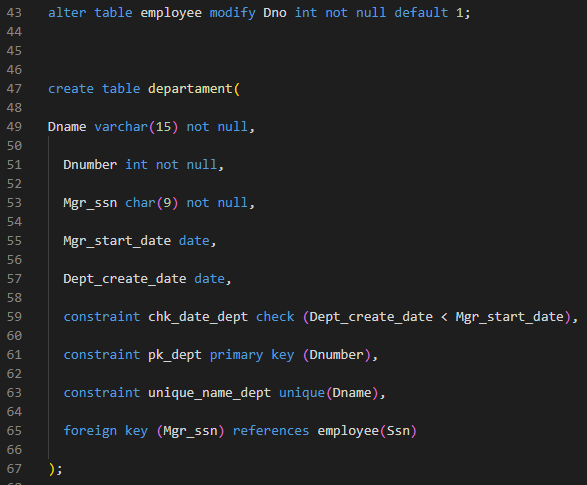 43 alter table employee modify Dno int not null default 1;
44
45
46
47 create table departament(
48
49 Dname varchar(15) not null,
50
51 Dnumber int not null,
52
53 Mgr_ssn char(9) not null,
54
55 Mgr_start_date date,
56
57 Dept_create_date date,
58
59 constraint chk_date_dept check (Dept_create_date < Mgr_start_date),
60
61 constraint pk_dept primary key (Dnumber),
62
63 constraint unique_name_dept unique(Dname),
64
65 foreign key (Mgr_ssn) references employee(Ssn)
66
67 );